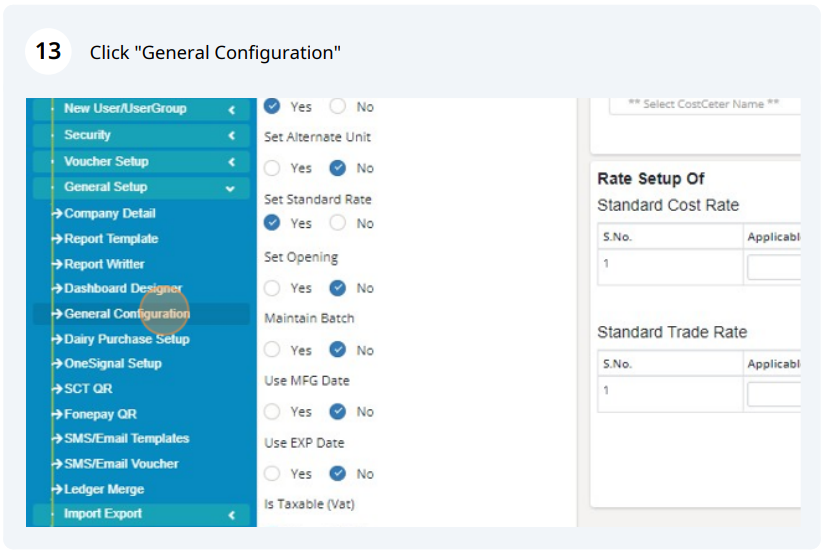 13 Click "General Configuration"
New User/UserGroup
Security
Voucher Setup
General Setup
Company Detail
Report Template
Report Writter
Dashboard Designer
General Configuration
Dairy Purchase Setup
OneSignal Setup
SCT QR
Fonepay QR
SMS/Email Templates
SMS/Email Voucher
Ledger Merge
Import Export
Yes No
Set Alternate Unit
Yes No
Set Standard Rate
Yes No
Set Opening
Yes No
Maintain Batch
Yes No
Use MFG Date
Yes No
Use EXP Date
Yes No
Is Taxable (Vat)
** Select CostCeter Name **
Rate Setup Of
Standard Cost Rate
S.No. Applicabl
1
Standard Trade Rate
S.No. Applicabl
1